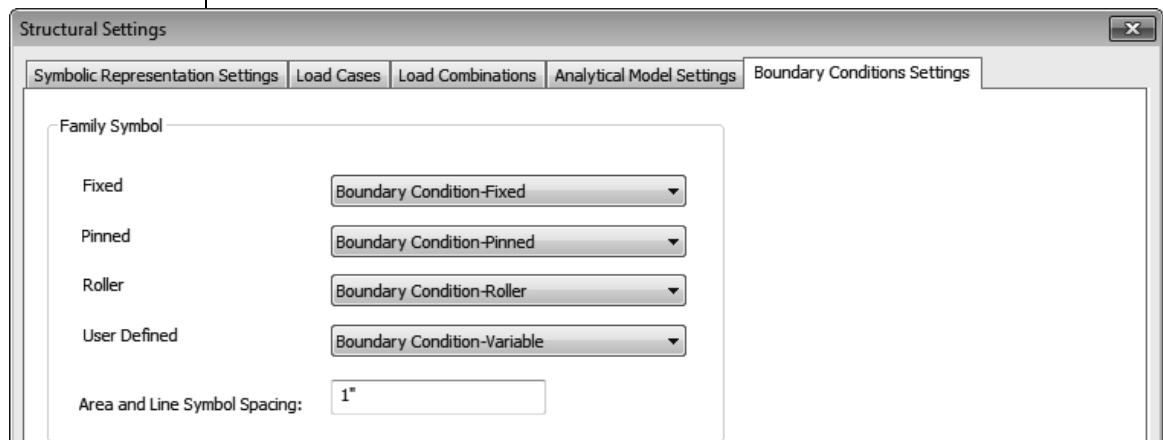 Structural Settings
Symbolic Representation Settings Load Cases Load Combinations Analytical Model Settings Boundary Conditions Settings
Family Symbol
Fixed Boundary Condition-Fixed
Pinned Boundary Condition-Pinned
Roller Boundary Condition-Roller
User Defined Boundary Condition-Variable
Area and Line Symbol Spacing: 1"